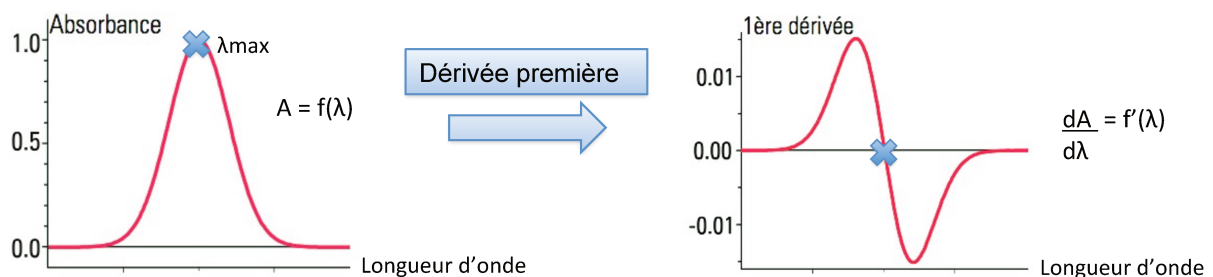 Absorbance
1.0
λmax
A = f(λ)
0.5
0.0
Longueur d'onde
Dérivée première
1ère dérivée
0.01
0.00
-0.01
dA = f'(λ)
dλ
Longueur d'onde